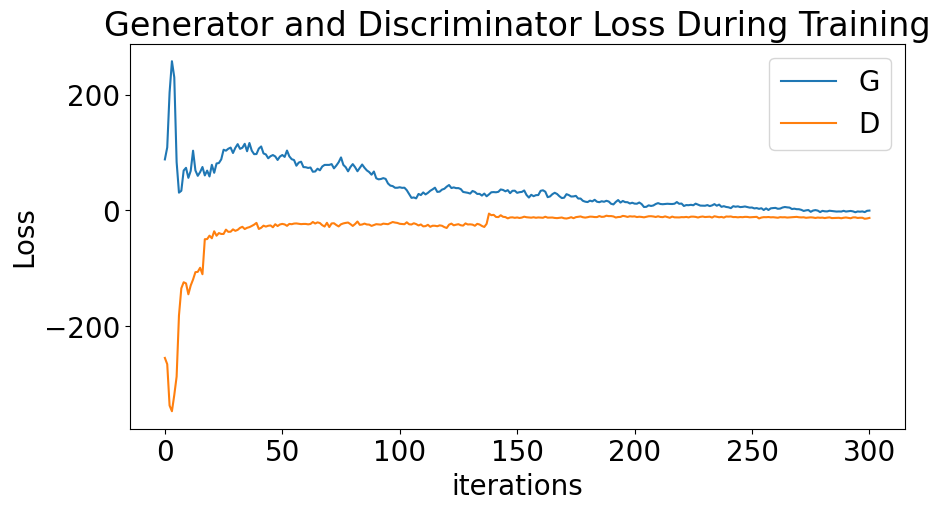 Generator and Discriminator Loss During Training
G
D
200
0
−200
Loss
0 50 100 150 200 250 300
iterations